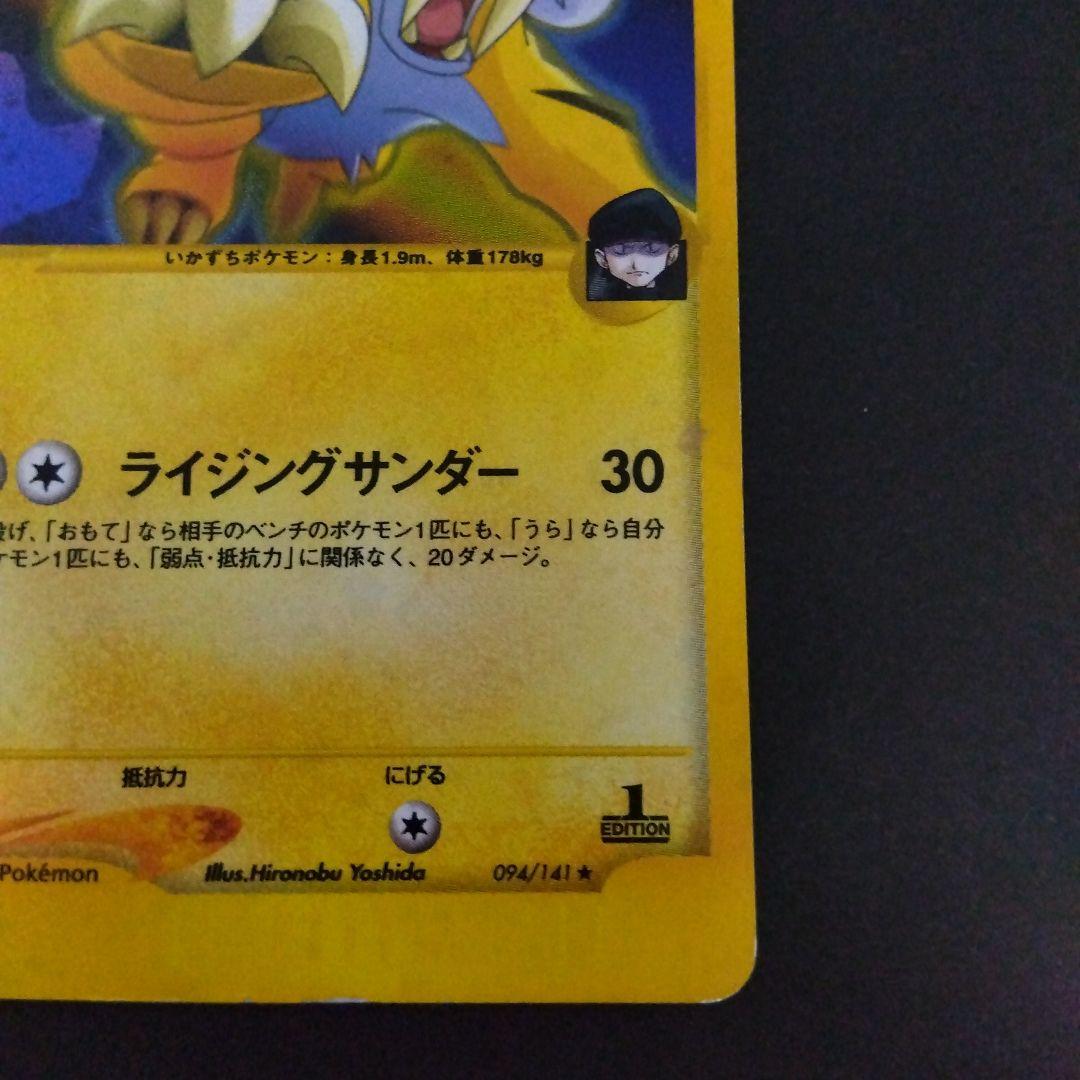 いかずちポケモン：身長1.9m、体重178kg
ライジングサンダー 30
げ、「おもて」なら相手のベンチのポケモン1匹にも、「うら」なら自分
モン1匹にも、「弱点・抵抗力」に関係なく、20ダメージ。
抵抗力 にげる
1
EDITION
Pokémon Illus.Hironobu Yoshida 094/141★